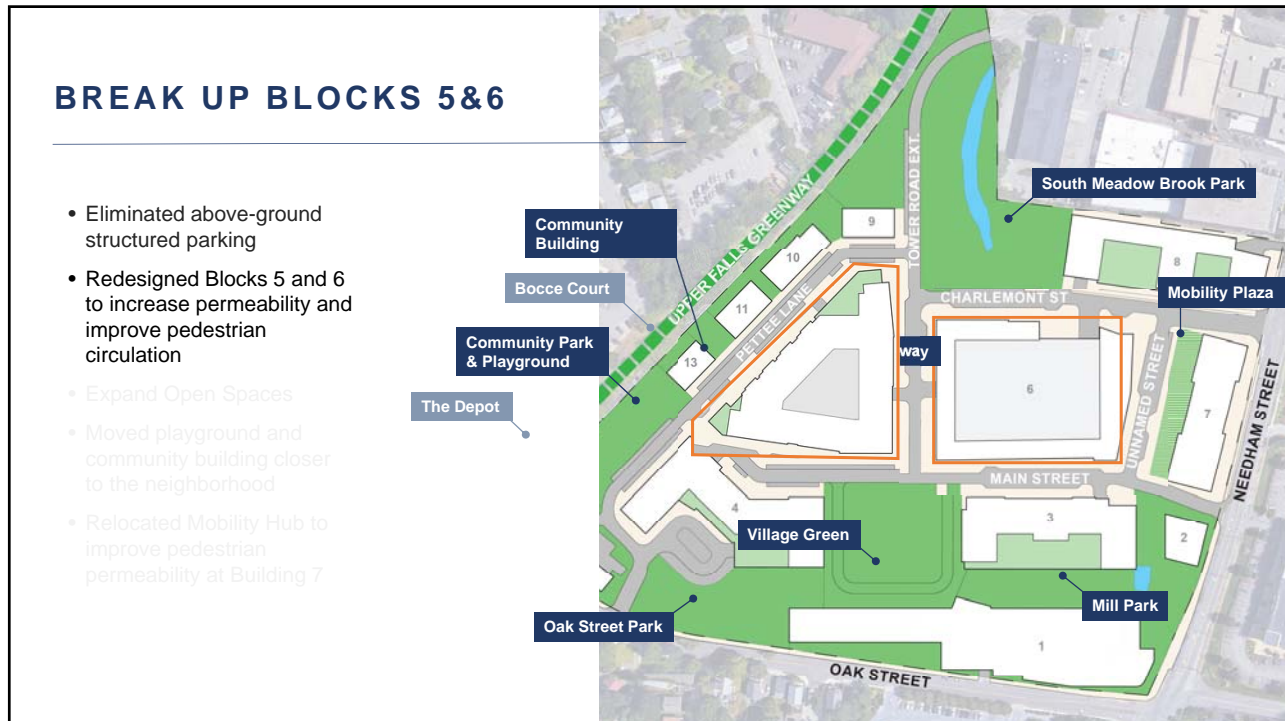 BREAK UP BLOCKS 5&6
• Eliminated above-ground
structured parking
• Redesigned Blocks 5 and 6
to increase permeability and
improve pedestrian
circulation
• Expand Open Spaces
• Moved playground and
community building closer
to the neighborhood
• Relocated Mobility Hub to
improve pedestrian
permeability at Building 7
South Meadow Brook Park
Community
Building
Bocce Court
Community Park
& Playground
The Depot
UPPER FALLS GREENWAY
TOWER ROAD EXT.
PETTEE LANE
CHARLEMONT ST
Mobility Plaza
way
UNNAMED STREET
NEEDHAM STREET
MAIN STREET
Village Green
Mill Park
Oak Street Park
OAK STREET
9
10
11
13
8
6
7
4
3
2
1